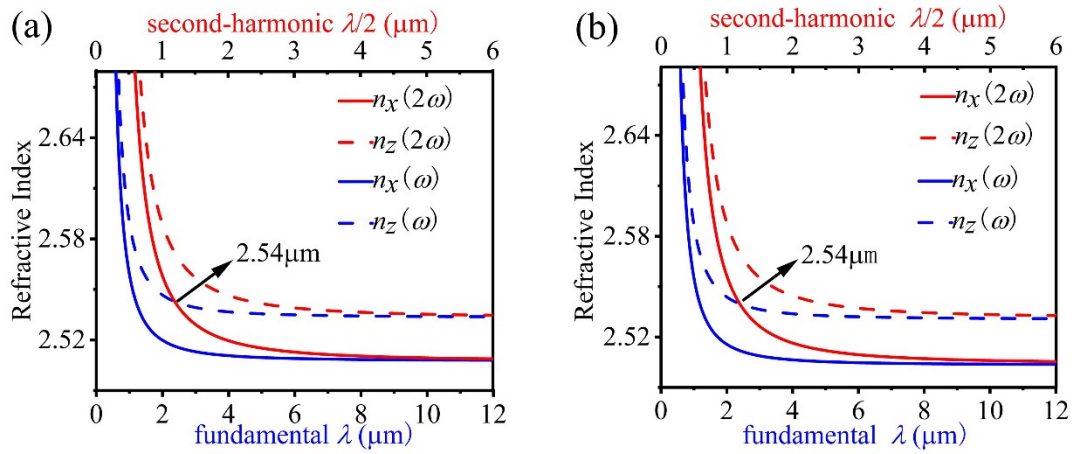 (a)
second-harmonic λ/2 (μm)
0 1 2 3 4 5 6
Refractive Index
2.64
2.58
2.52
nx(2ω)
nz(2ω)
nx(ω)
nz(ω)
2.54μm
0 2 4 6 8 10 12
fundamental λ (μm)
(b)
second-harmonic λ/2 (μm)
0 1 2 3 4 5 6
Refractive Index
2.64
2.58
2.52
nx(2ω)
nz(2ω)
nx(ω)
nz(ω)
2.54μm
0 2 4 6 8 10 12
fundamental λ (μm)